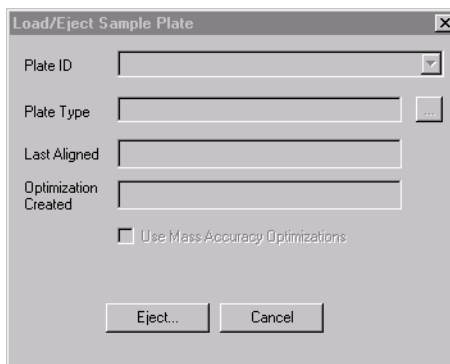 Load/Eject Sample Plate
Plate ID
Plate Type
...
Last Aligned
Optimization
Created
Use Mass Accuracy Optimizations
Eject...
Cancel